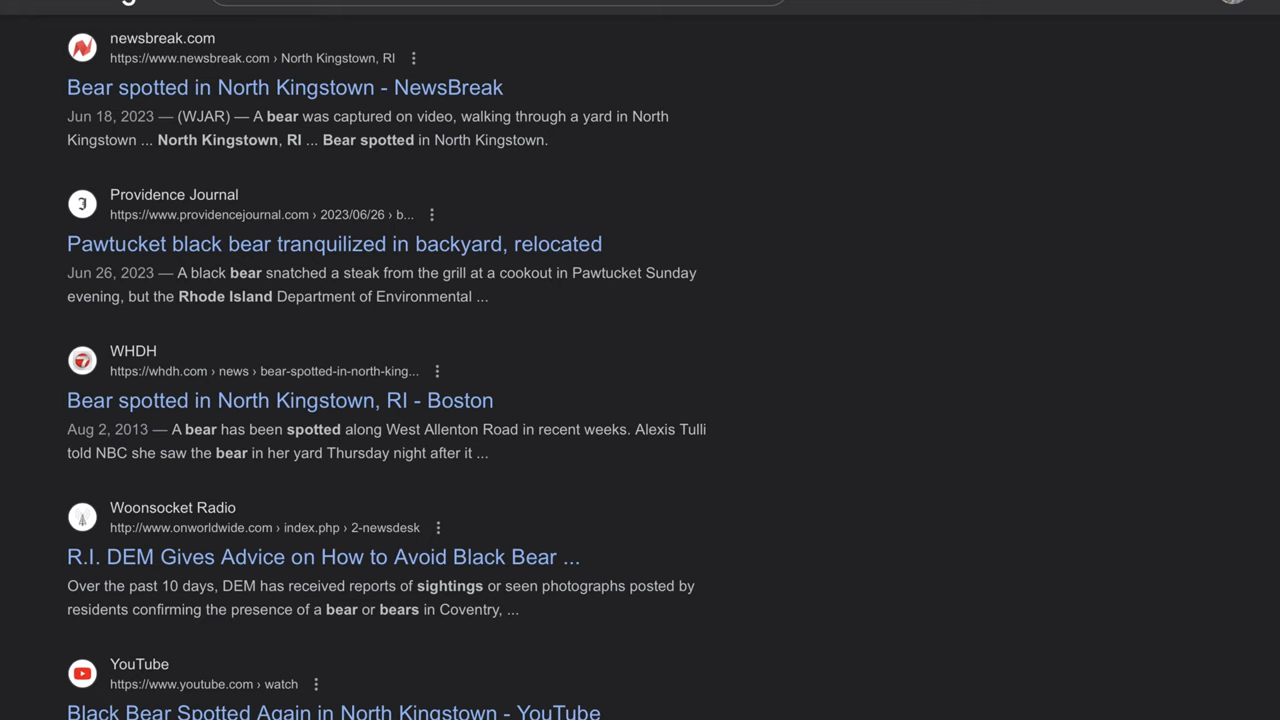 newsbreak.com
https://www.newsbreak.com › North Kingstown, RI
Bear spotted in North Kingstown - NewsBreak
Jun 18, 2023 — (WJAR) — A bear was captured on video, walking through a yard in North
Kingstown ... North Kingstown, RI ... Bear spotted in North Kingstown.
Providence Journal
https://www.providencejournal.com › 2023/06/26 › b...
Pawtucket black bear tranquilized in backyard, relocated
Jun 26, 2023 — A black bear snatched a steak from the grill at a cookout in Pawtucket Sunday
evening, but the Rhode Island Department of Environmental ...
WHDH
https://whdh.com › news › bear-spotted-in-north-king...
Bear spotted in North Kingstown, RI - Boston
Aug 2, 2013 — A bear has been spotted along West Allenton Road in recent weeks. Alexis Tulli
told NBC she saw the bear in her yard Thursday night after it ...
Woonsocket Radio
http://www.onworldwide.com › index.php › 2-newsdesk
R.I. DEM Gives Advice on How to Avoid Black Bear ...
Over the past 10 days, DEM has received reports of sightings or seen photographs posted by
residents confirming the presence of a bear or bears in Coventry, ...
YouTube
https://www.youtube.com › watch
Black Bear Spotted Again in North Kingstown - YouTube